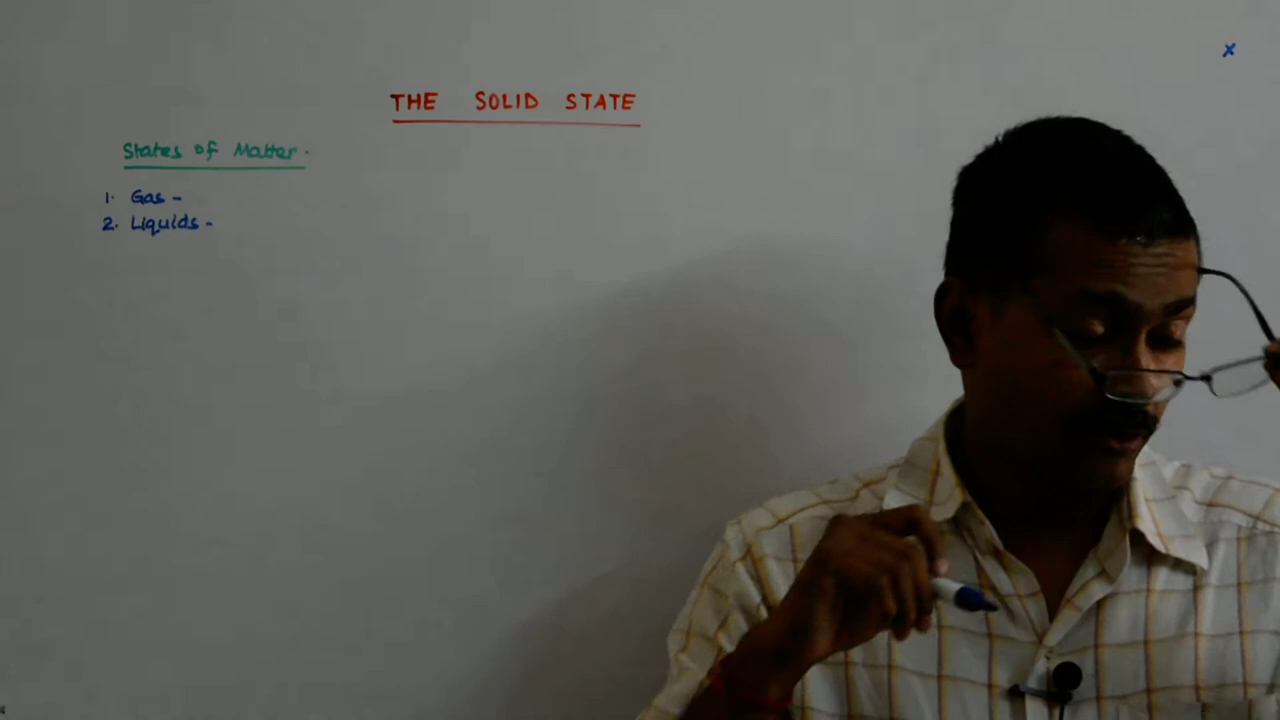 x
THE SOLID STATE
States of Matter.
1. Gas -
2. Liquids -